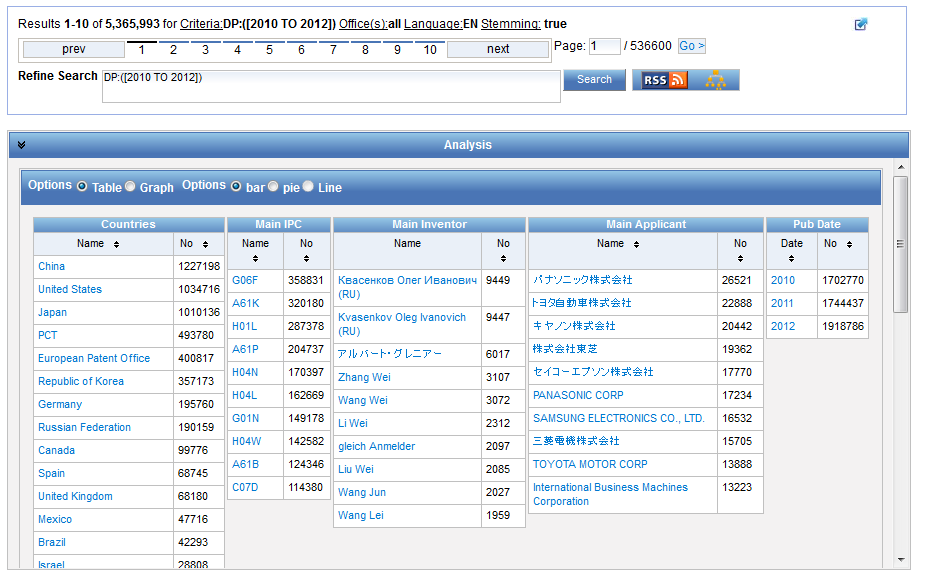 Results 1-10 of 5,365,993 for Criteria:DP:([2010 TO 2012]) Office(s):all Language:EN Stemming: true
prev 1 2 3 4 5 6 7 8 9 10 next Page: 1 / 536600 Go >
Refine Search DP:([2010 TO 2012]) Search RSS
Analysis
Options Table Graph Options bar pie Line
Countries
Name No
China 1227198
United States 1034716
Japan 1010136
PCT 493780
European Patent Office 400817
Republic of Korea 357173
Germany 195760
Russian Federation 190159
Canada 99776
Spain 68745
United Kingdom 68180
Mexico 47716
Brazil 42293
Israel 28808
Main IPC
Name No
G06F 358831
A61K 320180
H01L 287378
A61P 204737
H04N 170397
H04L 162669
G01N 149178
H04W 142582
A61B 124346
C07D 114380
Main Inventor
Name No
Квасенков Олег Иванович 9449
(RU)
Kvasenkov Oleg Ivanovich 9447
(RU)
アルバート・グレニアー 6017
Zhang Wei 3107
Wang Wei 3072
Li Wei 2312
gleich Anmelder 2097
Liu Wei 2085
Wang Jun 2027
Wang Lei 1959
Main Applicant
Name No
パナソニック株式会社 26521
トヨタ自動車株式会社 22888
キヤノン株式会社 20442
株式会社東芝 19362
セイコーエプソン株式会社 17770
PANASONIC CORP 17234
SAMSUNG ELECTRONICS CO., LTD. 16532
三菱電機株式会社 15705
TOYOTA MOTOR CORP 13888
International Business Machines 13223
Corporation
Pub Date
Date No
2010 1702770
2011 1744437
2012 1918786